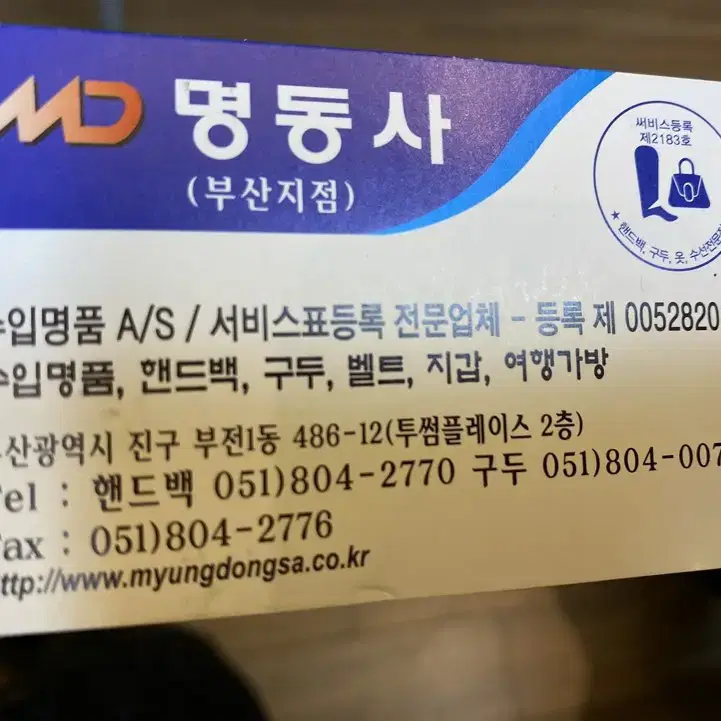 MD 명동사
(부산지점)
써비스등록
제2183호
★ 핸드백, 구두, 옷, 수선전문점
수입명품 A/S / 서비스표등록 전문업체 - 등록 제 0052820
수입명품, 핸드백, 구두, 벨트, 지갑, 여행가방
부산광역시 진구 부전1동 486-12(투썸플레이스 2층)
Tel : 핸드백 051)804-2770 구두 051)804-007
Fax : 051)804-2776
http://www.myungdongsa.co.kr